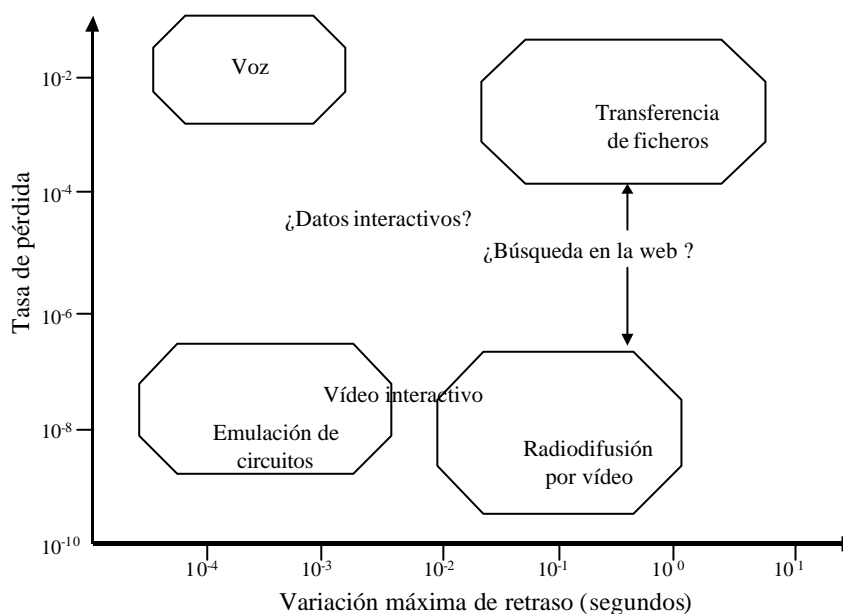 Voz
10-2
Transferencia
de ficheros
10-4
¿Datos interactivos?
¿Búsqueda en la web ?
Tasa de pérdida
10-6
Vídeo interactivo
10-8
Emulación de
circuitos
Radiodifusión
por vídeo
10-10
10-4
10-3
10-2
10-1
10 0
10 1
Variación máxima de retraso (segundos)